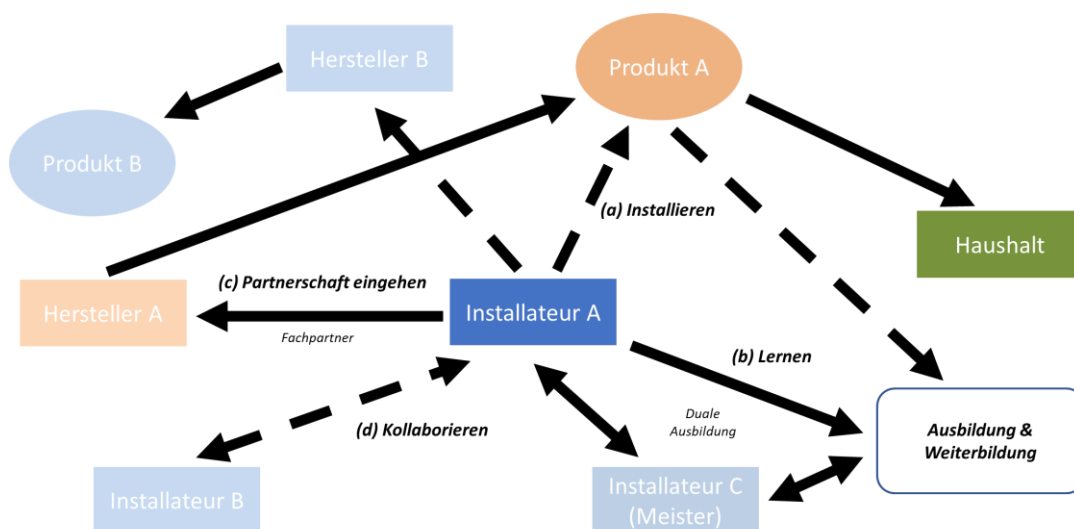 Hersteller B
Produkt A
Produkt B
(a) Installieren
Haushalt
(c) Partnerschaft eingehen
Hersteller A
Installateur A
Fachpartner
(b) Lernen
(d) Kollaborieren
Duale
Ausbildung
Ausbildung &
Weiterbildung
Installateur B
Installateur C
(Meister)